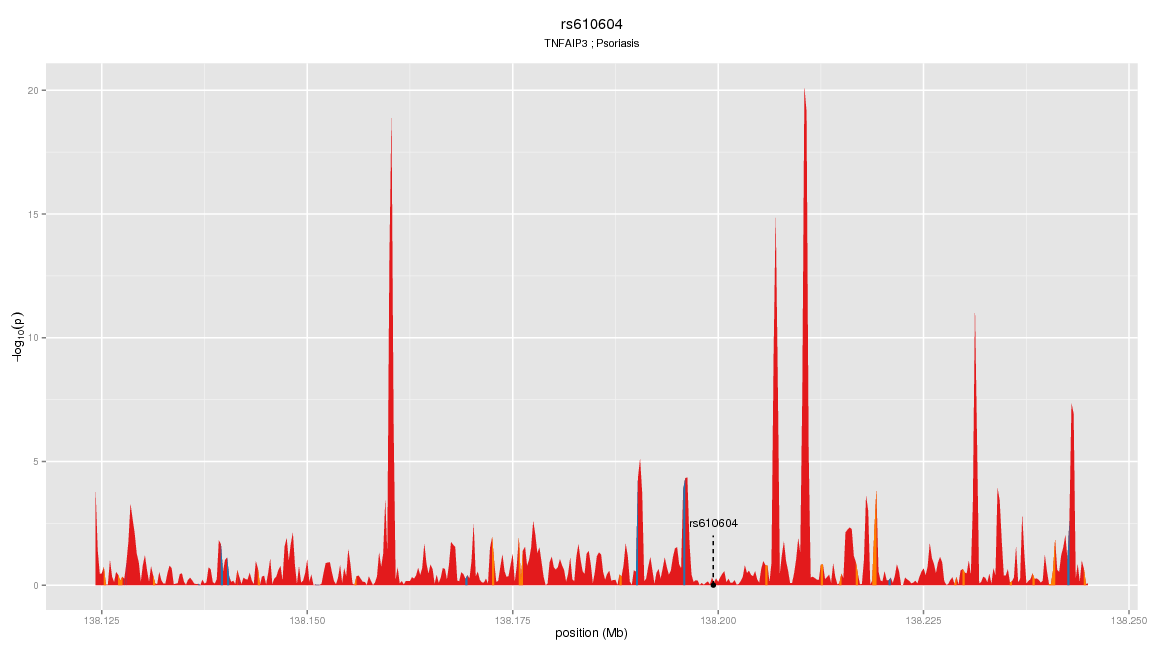 rs610604
TNFAIP3 ; Psoriasis
20
15
10
5
0
−log10(p)
rs610604
138.125 138.150 138.175 138.200 138.225 138.250
position (Mb)